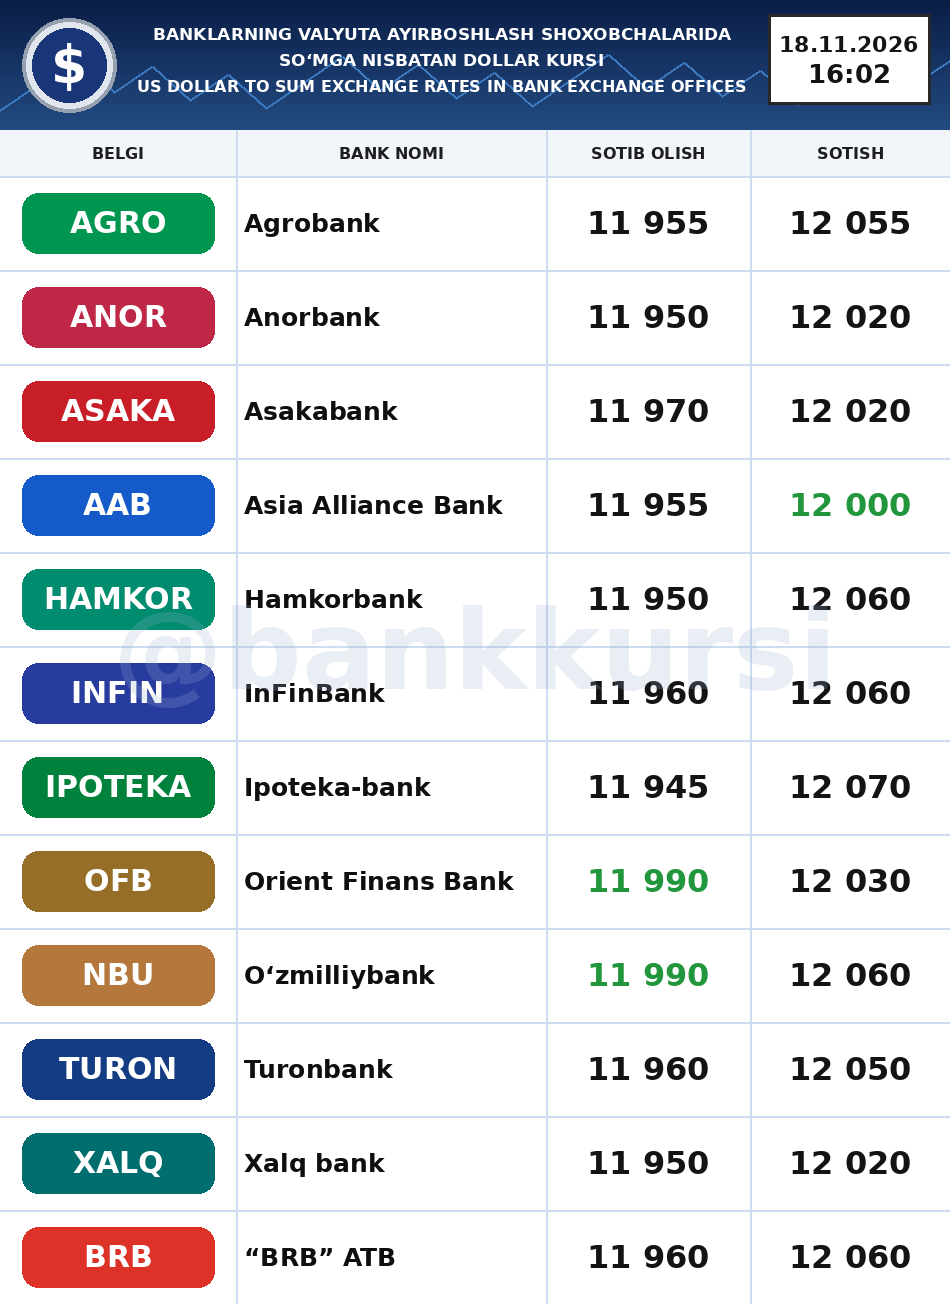 $
BANKLARNING VALYUTA AYIRBOSHLASH SHOXOBCHALARIDA
SO‘MGA NISBATAN DOLLAR KURSI
US DOLLAR TO SUM EXCHANGE RATES IN BANK EXCHANGE OFFICES
18.11.2026
16:02
BELGI BANK NOMI SOTIB OLISH SOTISH
AGRO Agrobank 11 955 12 055
ANOR Anorbank 11 950 12 020
ASAKA Asakabank 11 970 12 020
AAB Asia Alliance Bank 11 955 12 000
HAMKOR Hamkorbank 11 950 12 060
@bankkursi
INFIN InFinBank 11 960 12 060
IPOTEKA Ipoteka-bank 11 945 12 070
OFB Orient Finans Bank 11 990 12 030
NBU O‘zmilliybank 11 990 12 060
TURON Turonbank 11 960 12 050
XALQ Xalq bank 11 950 12 020
BRB “BRB” ATB 11 960 12 060